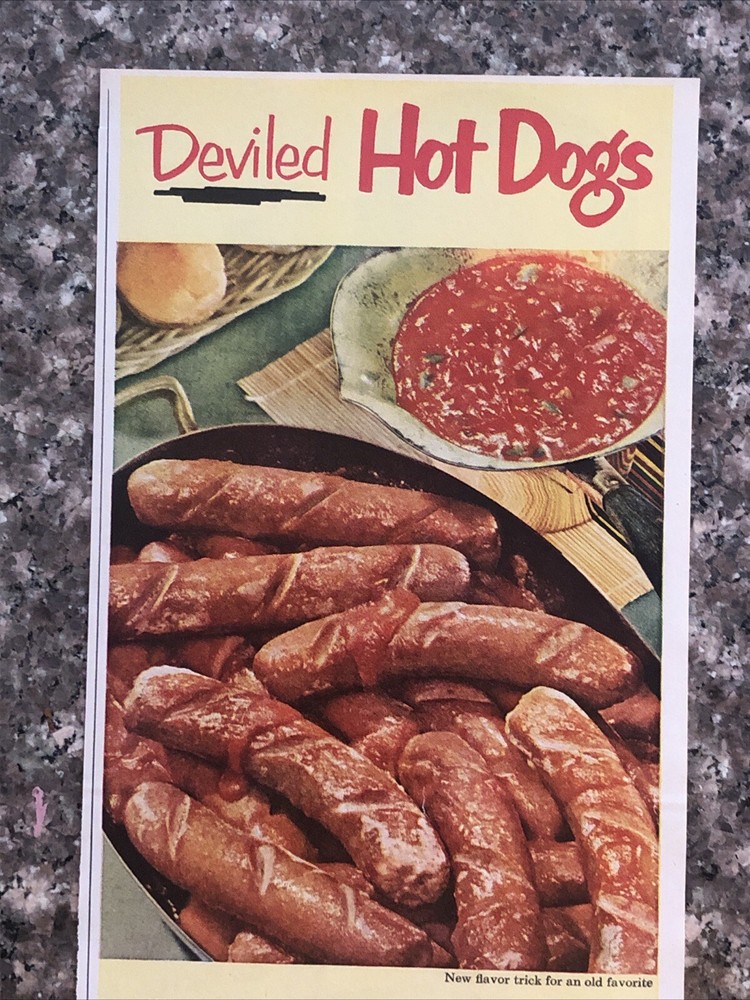 Deviled Hot Dogs
New flavor trick for an old favorite